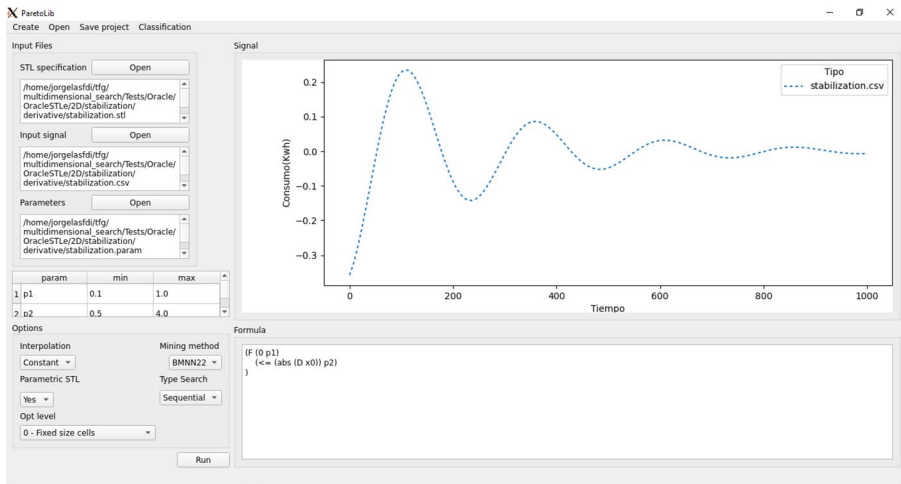 ParetoLib
Create Open Save project Classification
Input Files
STL specification Open
/home/jorgelasfdi/tfg/
multidimensional_search/Tests/Oracle/
OracleSTLe/2D/stabilization/
derivative/stabilization.stl
Input signal Open
/home/jorgelasfdi/tfg/
multidimensional_search/Tests/Oracle/
OracleSTLe/2D/stabilization/
derivative/stabilization.csv
Parameters Open
/home/jorgelasfdi/tfg/
multidimensional_search/Tests/Oracle/
OracleSTLe/2D/stabilization/
derivative/stabilization.param
param min max
1 p1 0.1 1.0
2 p2 0.5 4.0
Options
Interpolation Mining method
Constant BMNN22
Parametric STL Type Search
Yes Sequential
Opt level
0 - Fixed size cells
Run
Signal
Tipo
stabilization.csv
Consumo(Kwh)
0.2
0.1
0.0
−0.1
−0.2
−0.3
0 200 400 600 800 1000
Tiempo
Formula
(F (0 p1)
(<= (abs (D x0)) p2)
)